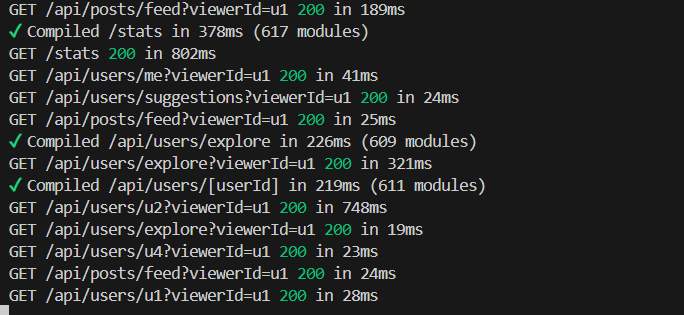 GET /api/posts/feed?viewerId=u1 200 in 189ms
✓ Compiled /stats in 378ms (617 modules)
GET /stats 200 in 802ms
GET /api/users/me?viewerId=u1 200 in 41ms
GET /api/users/suggestions?viewerId=u1 200 in 24ms
GET /api/posts/feed?viewerId=u1 200 in 25ms
✓ Compiled /api/users/explore in 226ms (609 modules)
GET /api/users/explore?viewerId=u1 200 in 321ms
✓ Compiled /api/users/[userId] in 219ms (611 modules)
GET /api/users/u2?viewerId=u1 200 in 748ms
GET /api/users/explore?viewerId=u1 200 in 19ms
GET /api/users/u4?viewerId=u1 200 in 23ms
GET /api/posts/feed?viewerId=u1 200 in 24ms
GET /api/users/u1?viewerId=u1 200 in 28ms